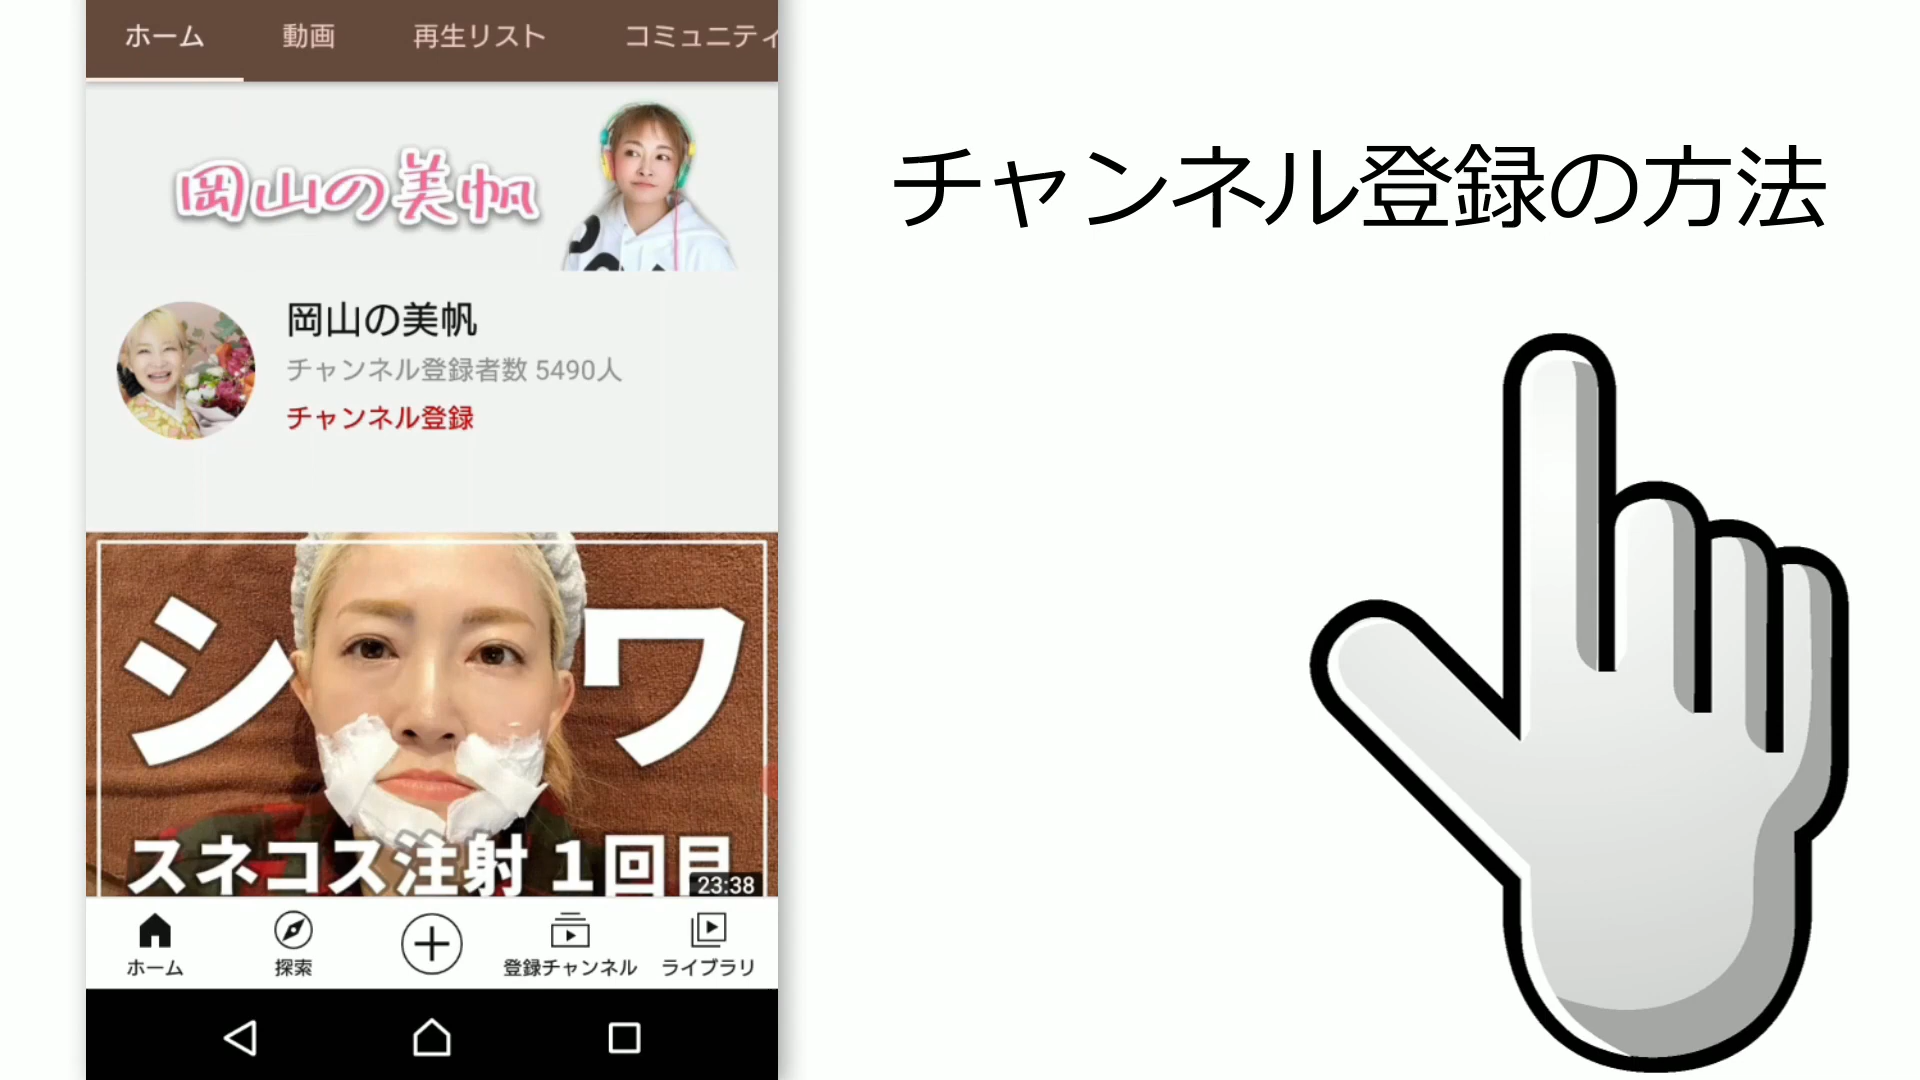 ホーム 動画 再生リスト コミュニティ
岡山の美帆
チャンネル登録の方法
岡山の美帆
チャンネル登録者数 5490人
チャンネル登録
シワ
スネコス注射 1回目
23:38
ホーム 探索 登録チャンネル ライブラリ